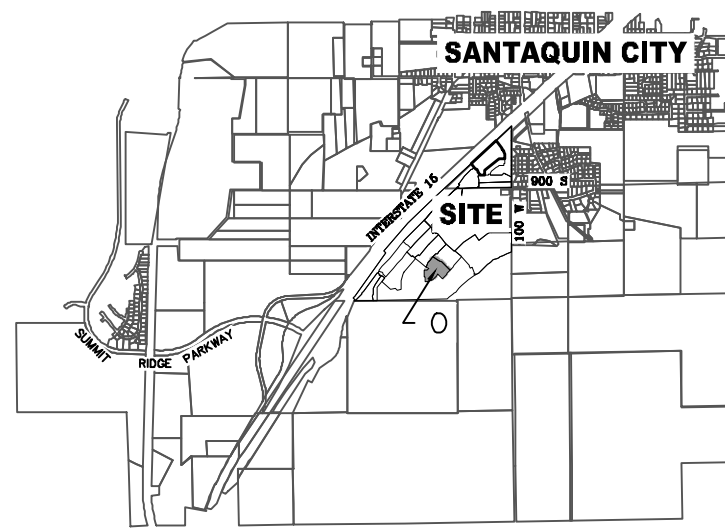 SANTAQUIN CITY
900 S
INTERSTATE 15
SITE
100 W
O
SUMMIT RIDGE PARKWAY